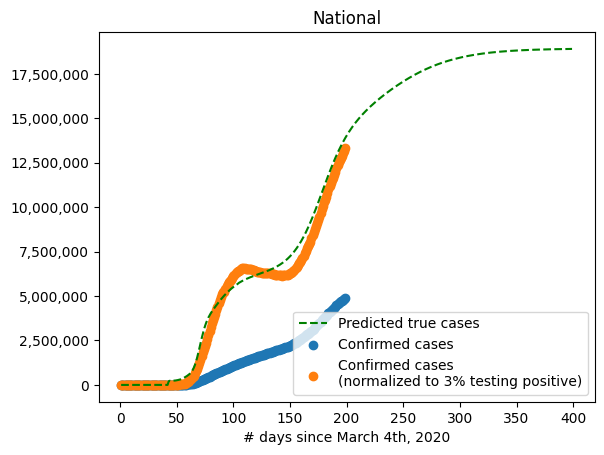 National
17,500,000
15,000,000
12,500,000
10,000,000
7,500,000
5,000,000
2,500,000
0
Predicted true cases
Confirmed cases
Confirmed cases
(normalized to 3% testing positive)
0 50 100 150 200 250 300 350 400
# days since March 4th, 2020